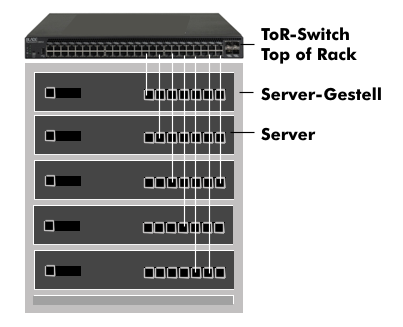 ToR-Switch
Top of Rack
Server-Gestell
Server